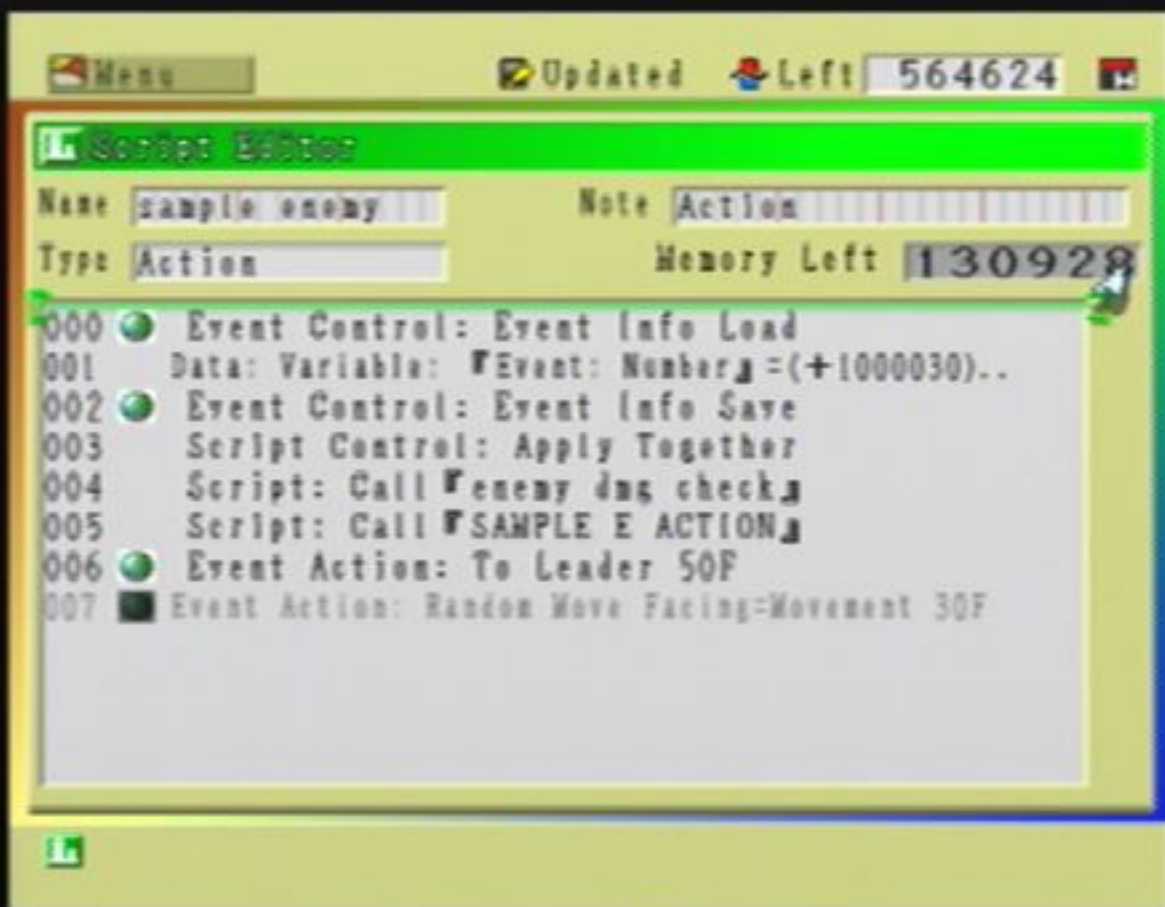 Menu Updated Left 564624
Script Editor
Name sample enemy Note Action
Type Action Memory Left 130928
000 Event Control: Event Info Load
001 Data: Variable: 『Event: Number』=(+1000030)..
002 Event Control: Event Info Save
003 Script Control: Apply Together
004 Script: Call『enemy dmg check』
005 Script: Call『SAMPLE E ACTION』
006 Event Action: To Leader 50F
007 Event Action: Random Move Facing=Movement 30F
L